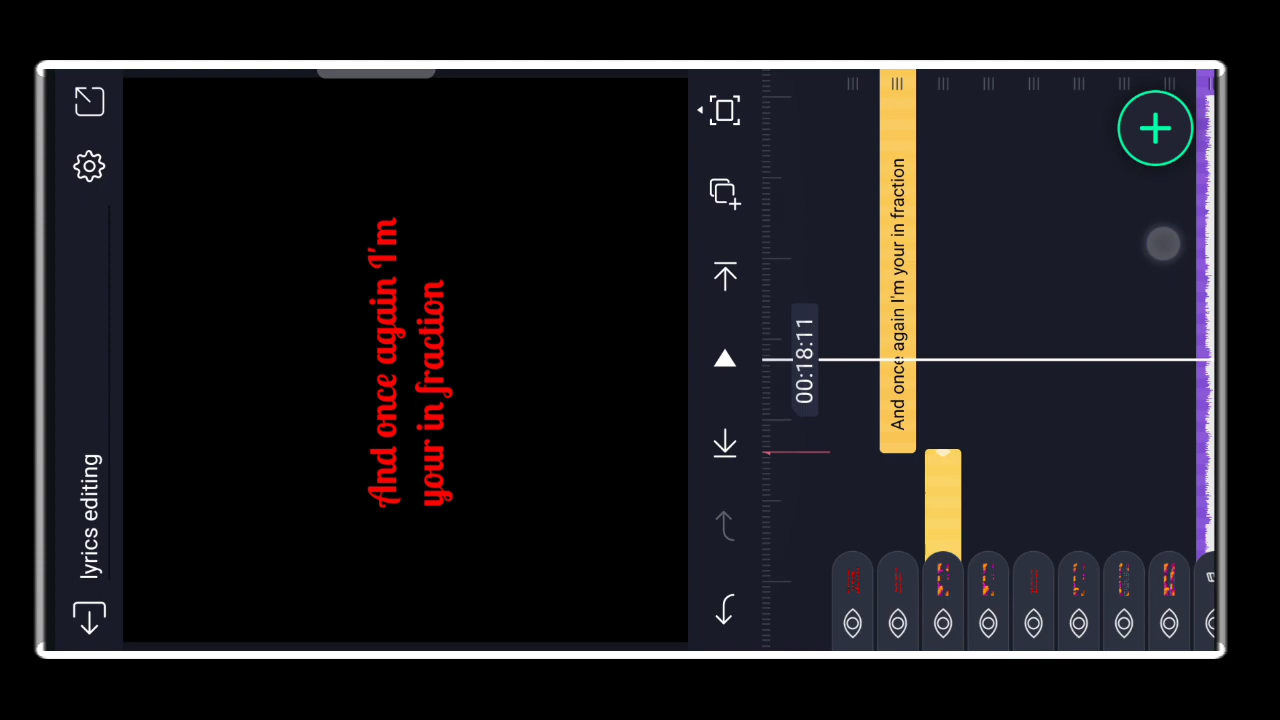 lyrics editing
And once again I'm
your in fraction
00:18:11
And once again I'm your in fraction